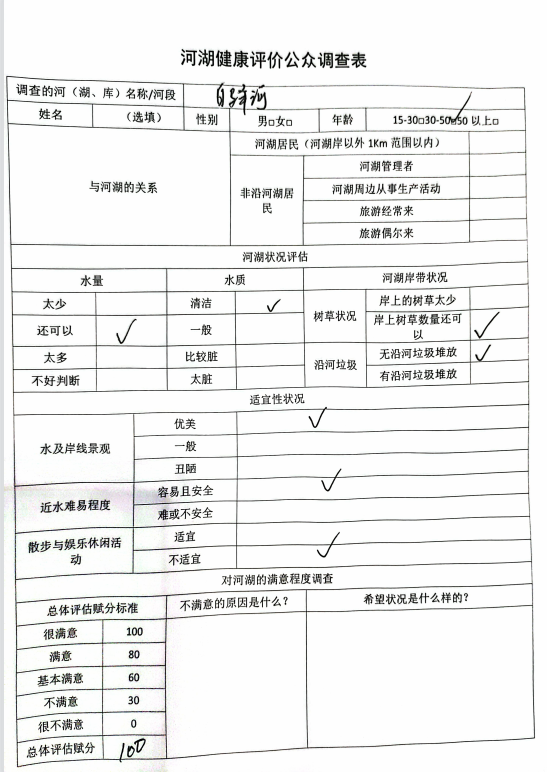 河湖健康评价公众调查表
调查的河（湖、库）名称/河段
姓名 （选填） 性别 男□女□ 年龄 15-30□30-50□50 以上□
与河湖的关系
河湖居民（河湖岸以外 1Km 范围以内）
非沿河湖居民
河湖管理者
河湖周边从事生产活动
旅游经常来
旅游偶尔来
河湖状况评估
水量 水质 河湖岸带状况
太少 清洁 ✓ 树草状况 岸上的树草太少
还可以 ✓ 一般 岸上树草数量还可以 ✓
太多 比较脏 沿河垃圾 无沿河垃圾堆放 ✓
不好判断 太脏 有沿河垃圾堆放
适宜性状况
水及岸线景观 优美 ✓
一般
丑陋
近水难易程度 容易且安全 ✓
难或不安全
散步与娱乐休闲活动 适宜
不适宜 ✓
对河湖的满意程度调查
总体评估赋分标准 不满意的原因是什么？ 希望状况是什么样的？
很满意 100
满意 80
基本满意 60
不满意 30
很不满意 0
总体评估赋分 100